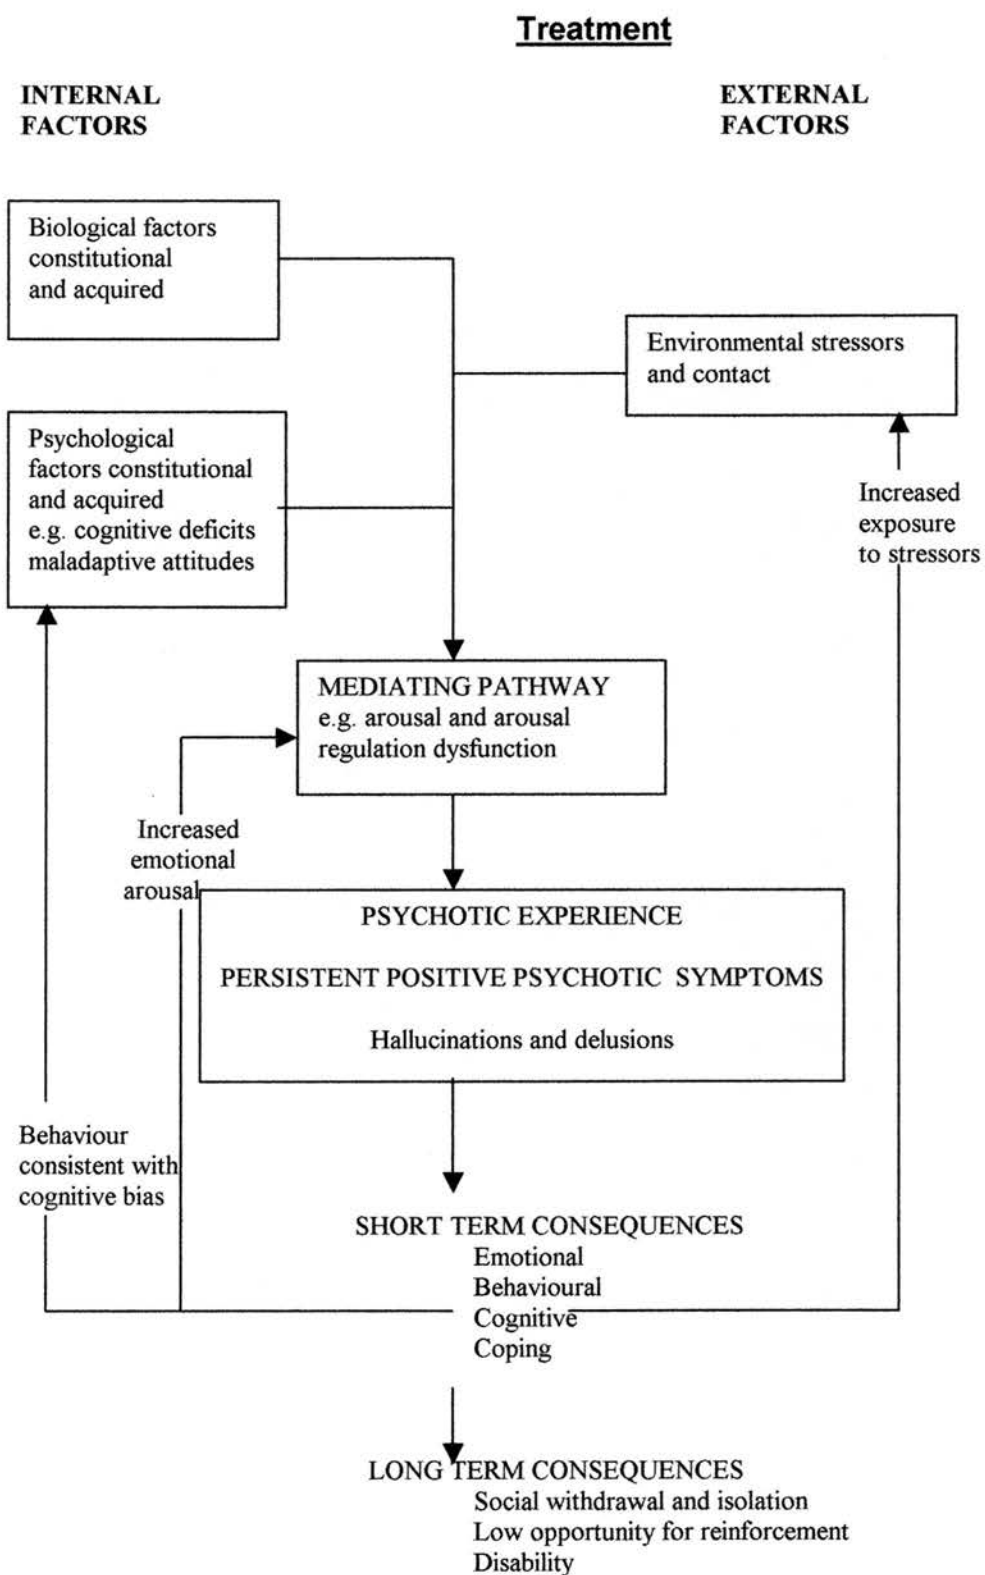 Treatment
INTERNAL
FACTORS
EXTERNAL
FACTORS
Biological factors
constitutional
and acquired
Environmental stressors
and contact
Psychological
factors constitutional
and acquired
e.g. cognitive deficits
maladaptive attitudes
Increased
exposure
to stressors
MEDIATING PATHWAY
e.g. arousal and arousal
regulation dysfunction
Increased
emotional
arousal
PSYCHOTIC EXPERIENCE
PERSISTENT POSITIVE PSYCHOTIC SYMPTOMS
Hallucinations and delusions
Behaviour
consistent with
cognitive bias
SHORT TERM CONSEQUENCES
Emotional
Behavioural
Cognitive
Coping
LONG TERM CONSEQUENCES
Social withdrawal and isolation
Low opportunity for reinforcement
Disability